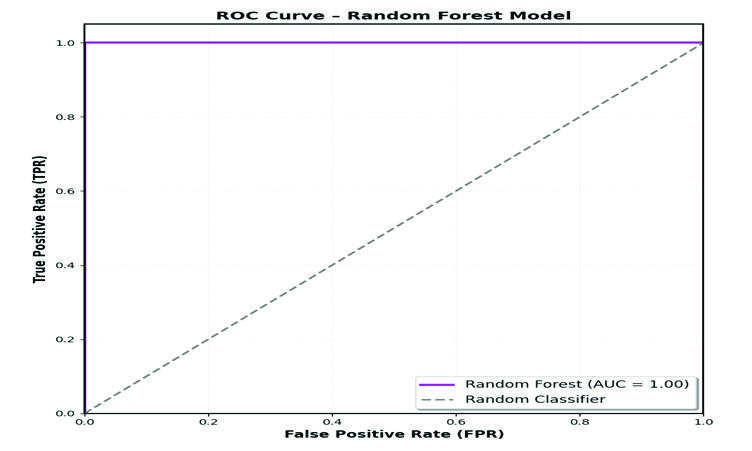 ROC Curve – Random Forest Model
True Positive Rate (TPR)
1.0
0.8
0.6
0.4
0.2
0.0
0.0 0.2 0.4 0.6 0.8 1.0
False Positive Rate (FPR)
Random Forest (AUC = 1.00)
Random Classifier